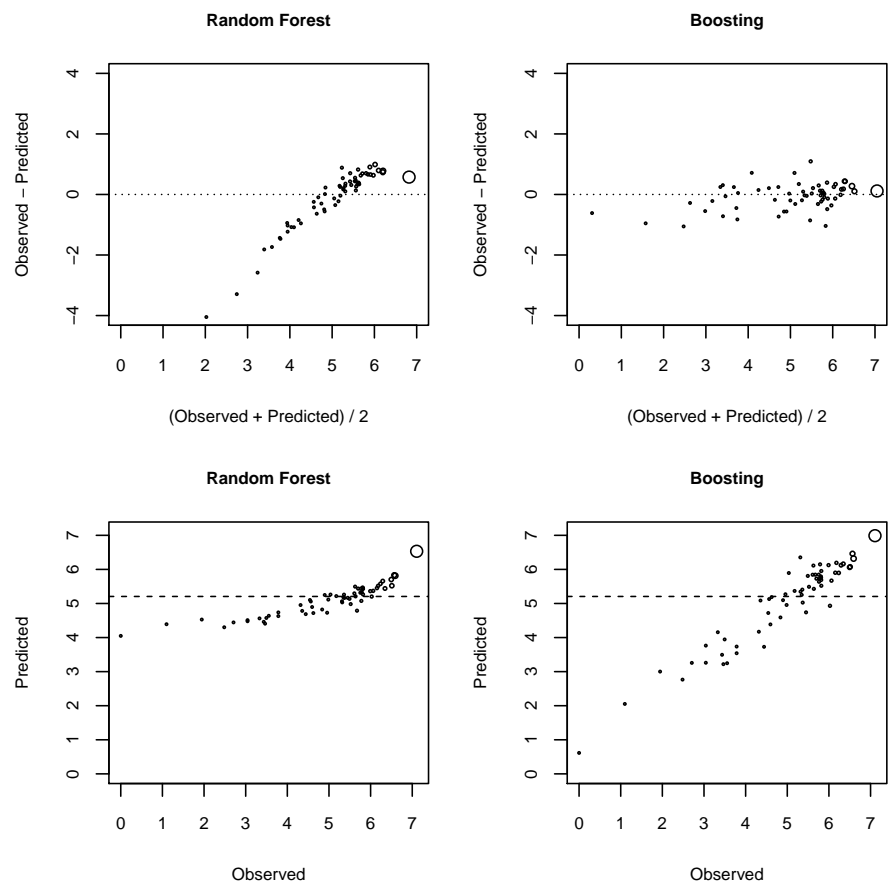 Random Forest
Observed − Predicted
4
2
0
−2
−4
0 1 2 3 4 5 6 7
(Observed + Predicted) / 2
Boosting
Observed − Predicted
4
2
0
−2
−4
0 1 2 3 4 5 6 7
(Observed + Predicted) / 2
Random Forest
Predicted
7
6
5
4
3
2
1
0
0 1 2 3 4 5 6 7
Observed
Boosting
Predicted
7
6
5
4
3
2
1
0
0 1 2 3 4 5 6 7
Observed